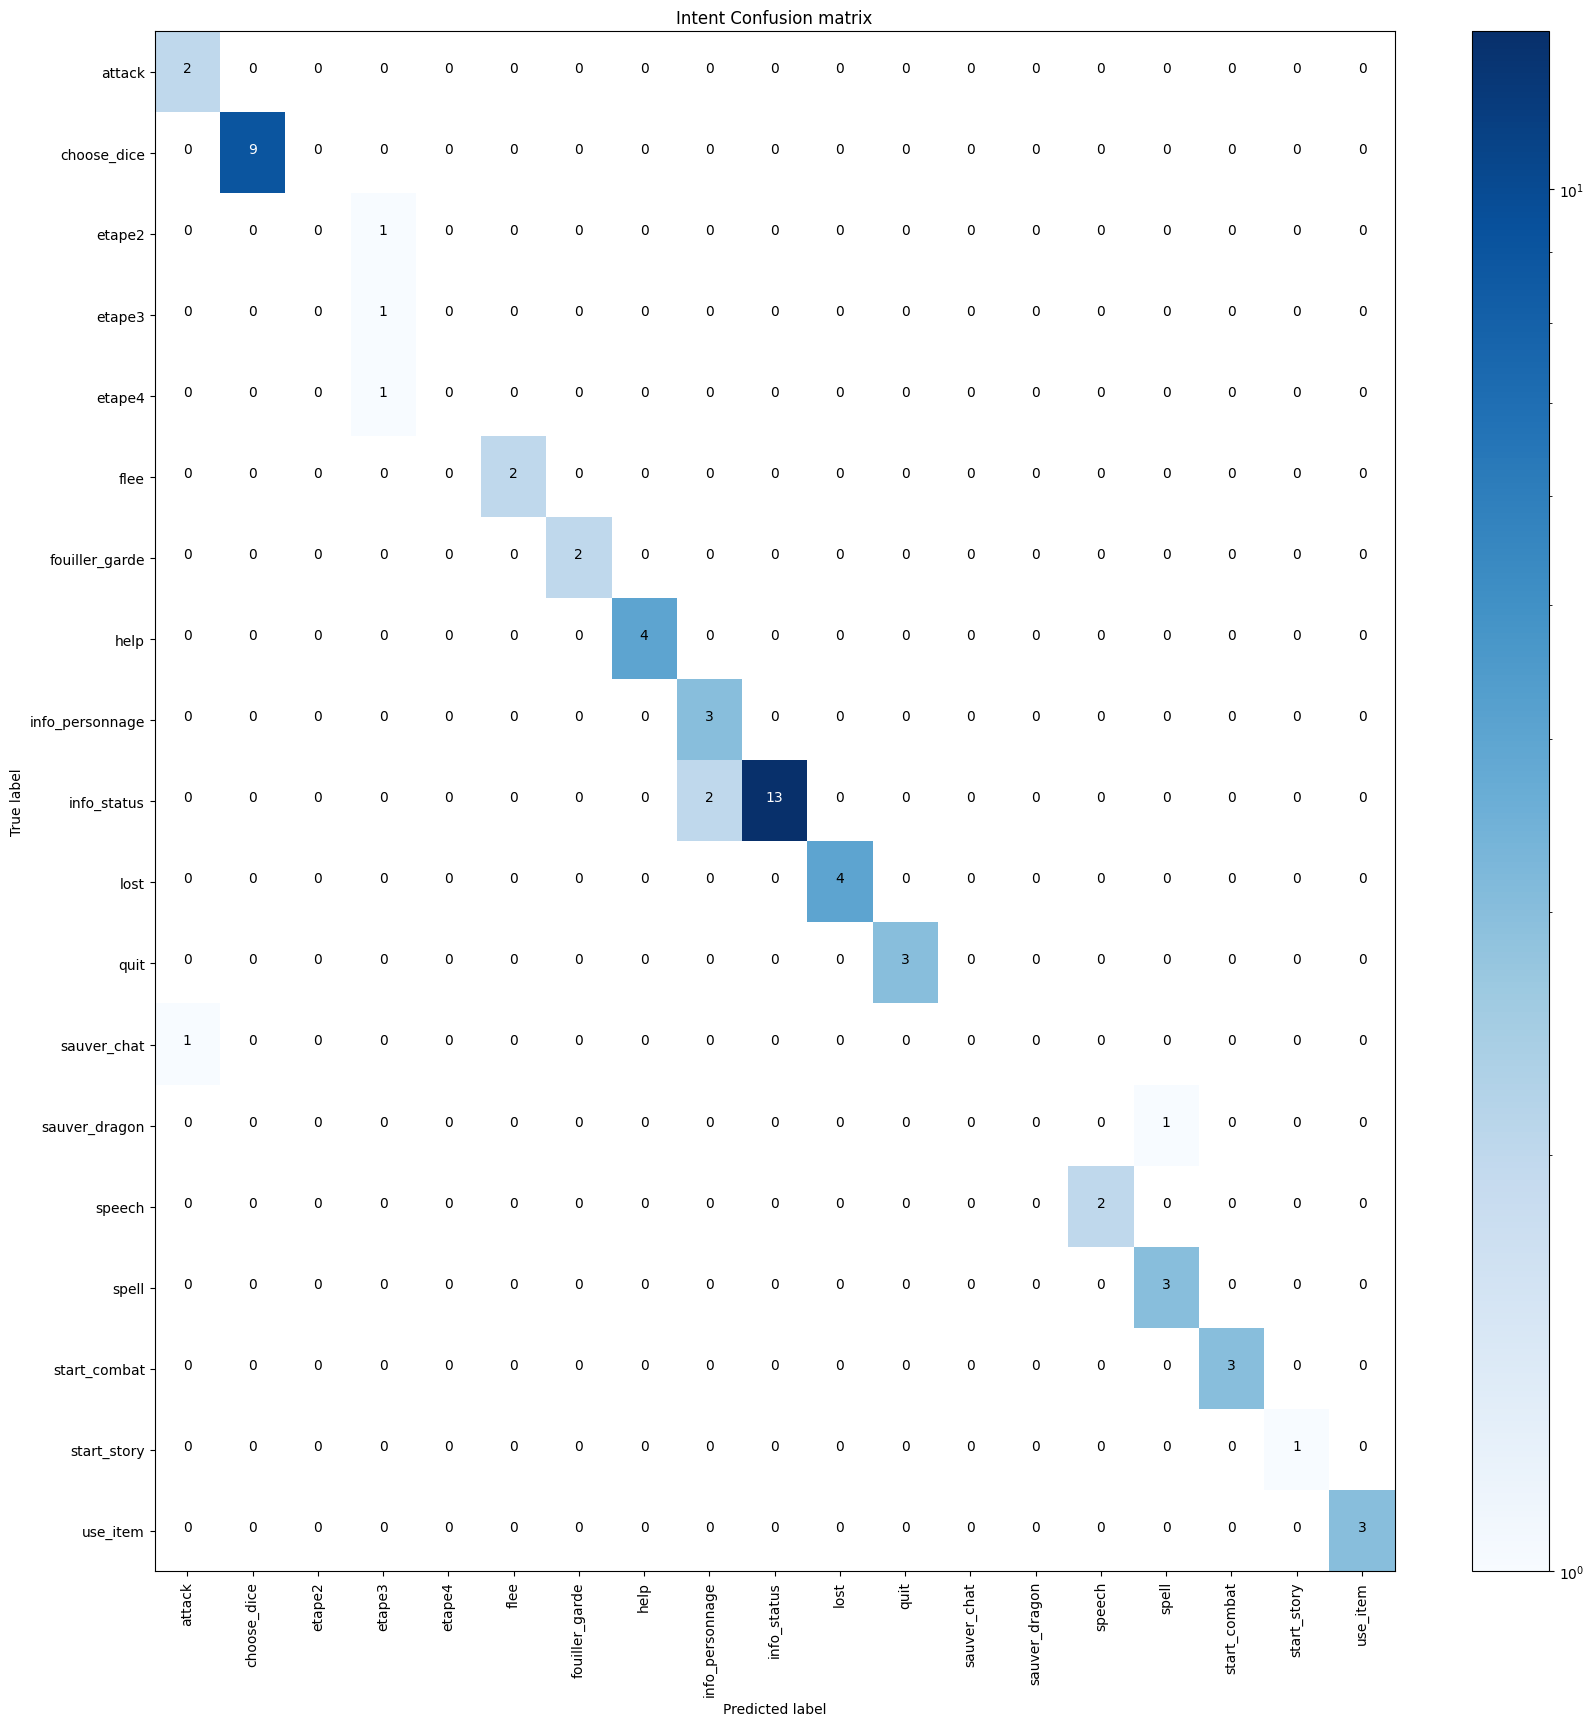 Intent Confusion matrix
True label
attack 2 0 0 0 0 0 0 0 0 0 0 0 0 0 0 0 0 0 0
choose_dice 0 9 0 0 0 0 0 0 0 0 0 0 0 0 0 0 0 0 0
etape2 0 0 0 1 0 0 0 0 0 0 0 0 0 0 0 0 0 0 0
etape3 0 0 0 1 0 0 0 0 0 0 0 0 0 0 0 0 0 0 0
etape4 0 0 0 1 0 0 0 0 0 0 0 0 0 0 0 0 0 0 0
flee 0 0 0 0 0 2 0 0 0 0 0 0 0 0 0 0 0 0 0
fouiller_garde 0 0 0 0 0 0 2 0 0 0 0 0 0 0 0 0 0 0 0
help 0 0 0 0 0 0 0 4 0 0 0 0 0 0 0 0 0 0 0
info_personnage 0 0 0 0 0 0 0 0 3 0 0 0 0 0 0 0 0 0 0
info_status 0 0 0 0 0 0 0 0 2 13 0 0 0 0 0 0 0 0 0
lost 0 0 0 0 0 0 0 0 0 0 4 0 0 0 0 0 0 0 0
quit 0 0 0 0 0 0 0 0 0 0 0 3 0 0 0 0 0 0 0
sauver_chat 1 0 0 0 0 0 0 0 0 0 0 0 0 0 0 0 0 0 0
sauver_dragon 0 0 0 0 0 0 0 0 0 0 0 0 0 0 0 1 0 0 0
speech 0 0 0 0 0 0 0 0 0 0 0 0 0 0 2 0 0 0 0
spell 0 0 0 0 0 0 0 0 0 0 0 0 0 0 0 3 0 0 0
start_combat 0 0 0 0 0 0 0 0 0 0 0 0 0 0 0 0 3 0 0
start_story 0 0 0 0 0 0 0 0 0 0 0 0 0 0 0 0 0 1 0
use_item 0 0 0 0 0 0 0 0 0 0 0 0 0 0 0 0 0 0 3
attack choose_dice etape2 etape3 etape4 flee fouiller_garde help info_personnage info_status lost quit sauver_chat sauver_dragon speech spell start_combat start_story use_item
Predicted label
10¹
10⁰